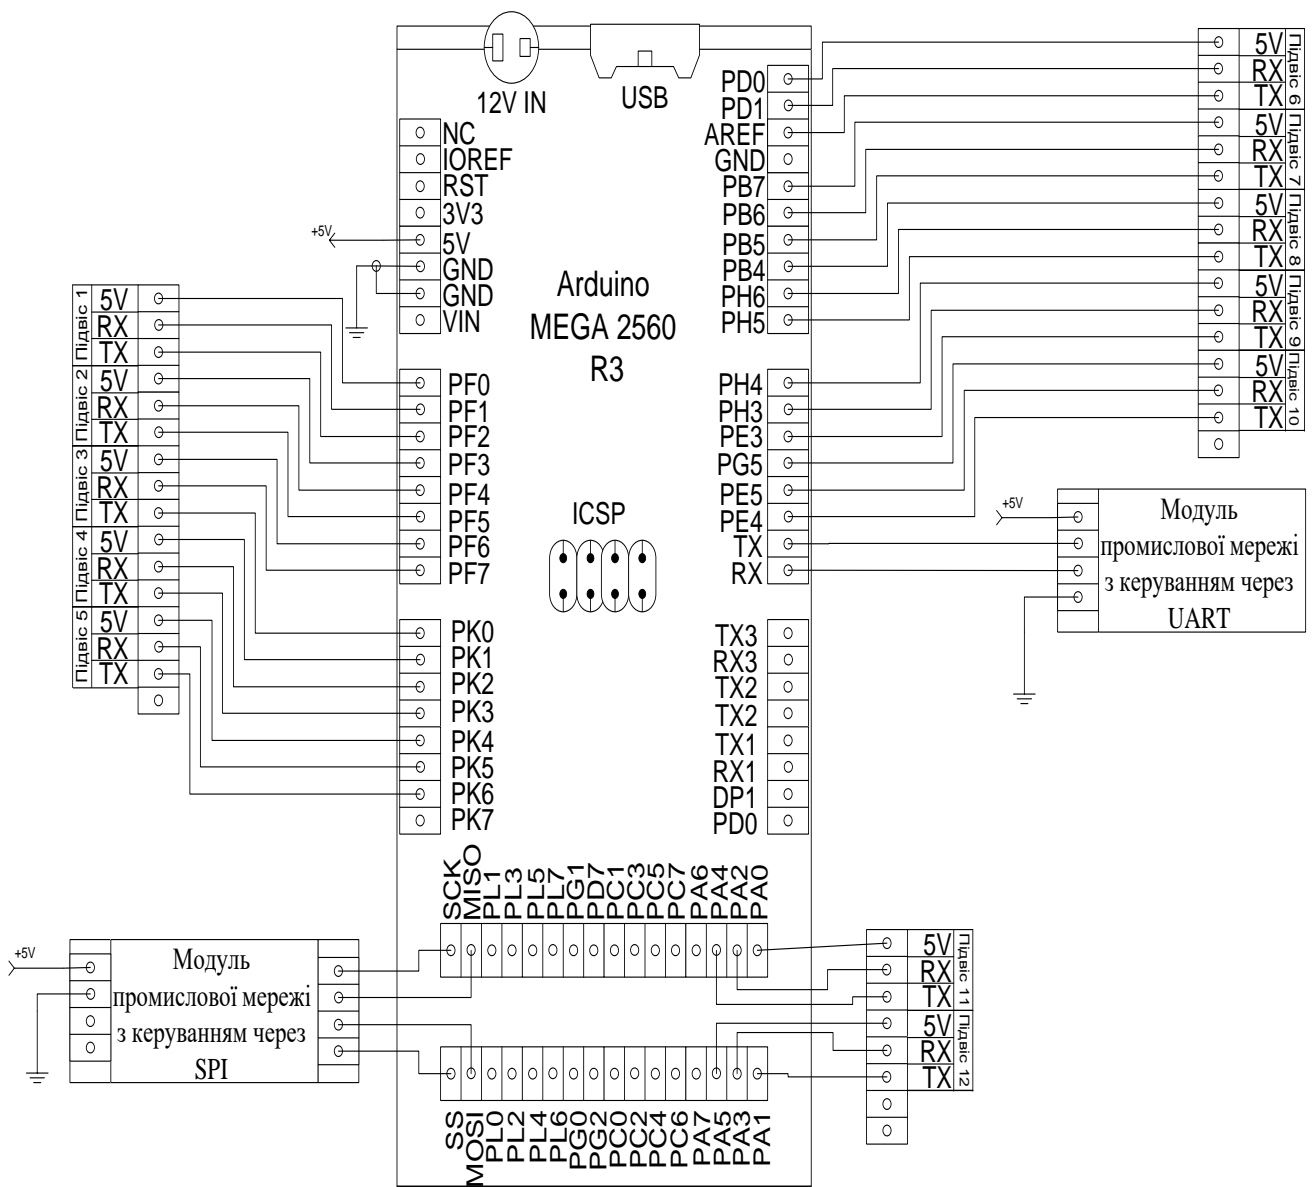 12V IN
USB
NC
IOREF
RST
3V3
5V
GND
GND
VIN
+5V
PF0
PF1
PF2
PF3
PF4
PF5
PF6
PF7
PK0
PK1
PK2
PK3
PK4
PK5
PK6
PK7
Arduino
MEGA 2560
R3
ICSP
PD0
PD1
AREF
GND
PB7
PB6
PB5
PB4
PH6
PH5
PH4
PH3
PE3
PG5
PE5
PE4
TX
RX
TX3
RX3
TX2
TX2
TX1
RX1
DP1
PD0
Підвіс 1
5V
RX
TX
Підвіс 2
5V
RX
TX
Підвіс 3
5V
RX
TX
Підвіс 4
5V
RX
TX
Підвіс 5
5V
RX
TX
5V
RX
TX
Підвіс 6
5V
RX
TX
Підвіс 7
5V
RX
TX
Підвіс 8
5V
RX
TX
Підвіс 9
5V
RX
TX
Підвіс 10
+5V
Модуль
промислової мережі
з керуванням через
UART
SCK
MISO
PL1
PL3
PL5
PL7
PG1
PD7
PC1
PC3
PC5
PC7
PA6
PA4
PA2
PA0
+5V
Модуль
промислової мережі
з керуванням через
SPI
5V
RX
TX
Підвіс 11
5V
RX
TX
Підвіс 12
SS
MOSI
PL0
PL2
PL4
PL6
PG0
PG2
PC0
PC2
PC4
PC6
PA7
PA5
PA3
PA1